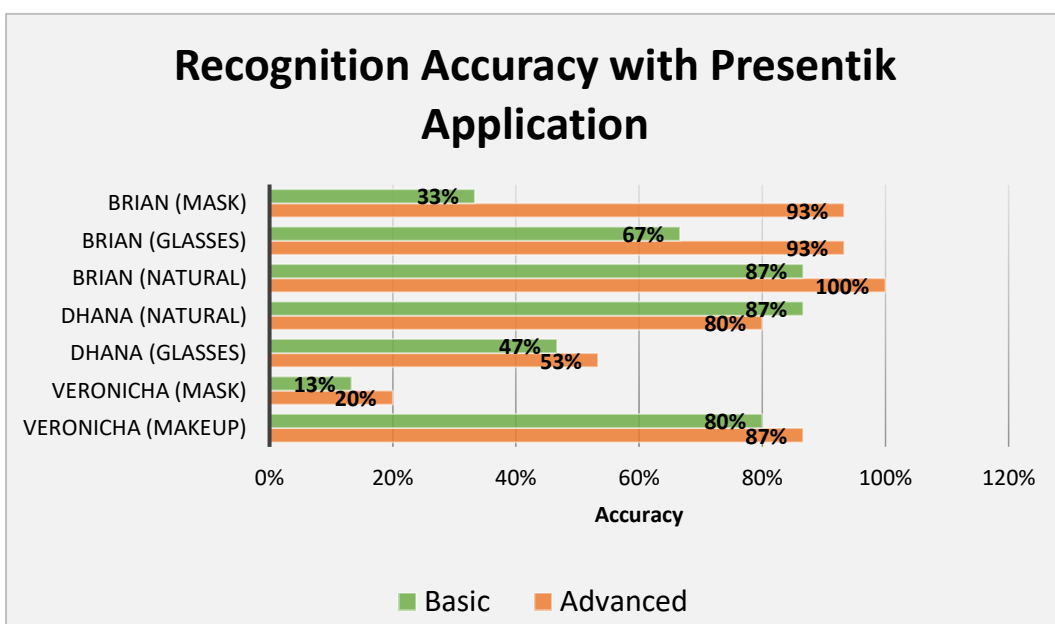 Recognition Accuracy with Presentik
Application
BRIAN (MASK)
33%
93%
BRIAN (GLASSES)
67%
93%
BRIAN (NATURAL)
87%
100%
DHANA (NATURAL)
87%
80%
DHANA (GLASSES)
47%
53%
VERONICHA (MASK)
13%
20%
VERONICHA (MAKEUP)
80%
87%
0% 20% 40% 60% 80% 100% 120%
Accuracy
Basic Advanced